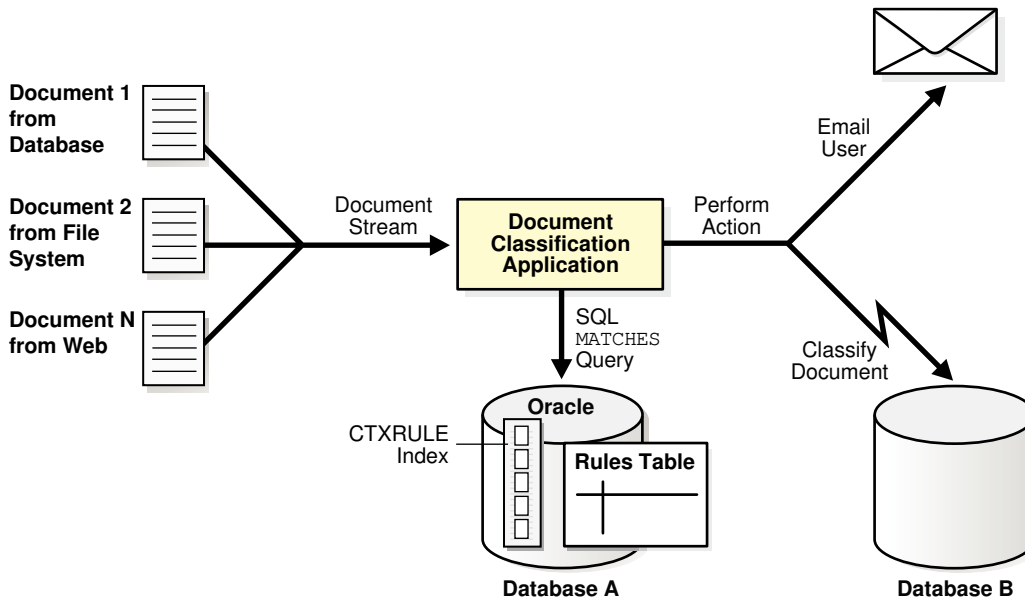 Document 1
from
Database
Document 2
from File
System
Document N
from Web
Document
Stream
Document
Classification
Application
Perform
Action
Email
User
SQL
MATCHES
Query
Classify
Document
Oracle
CTXRULE
Index
Rules Table
Database A
Database B